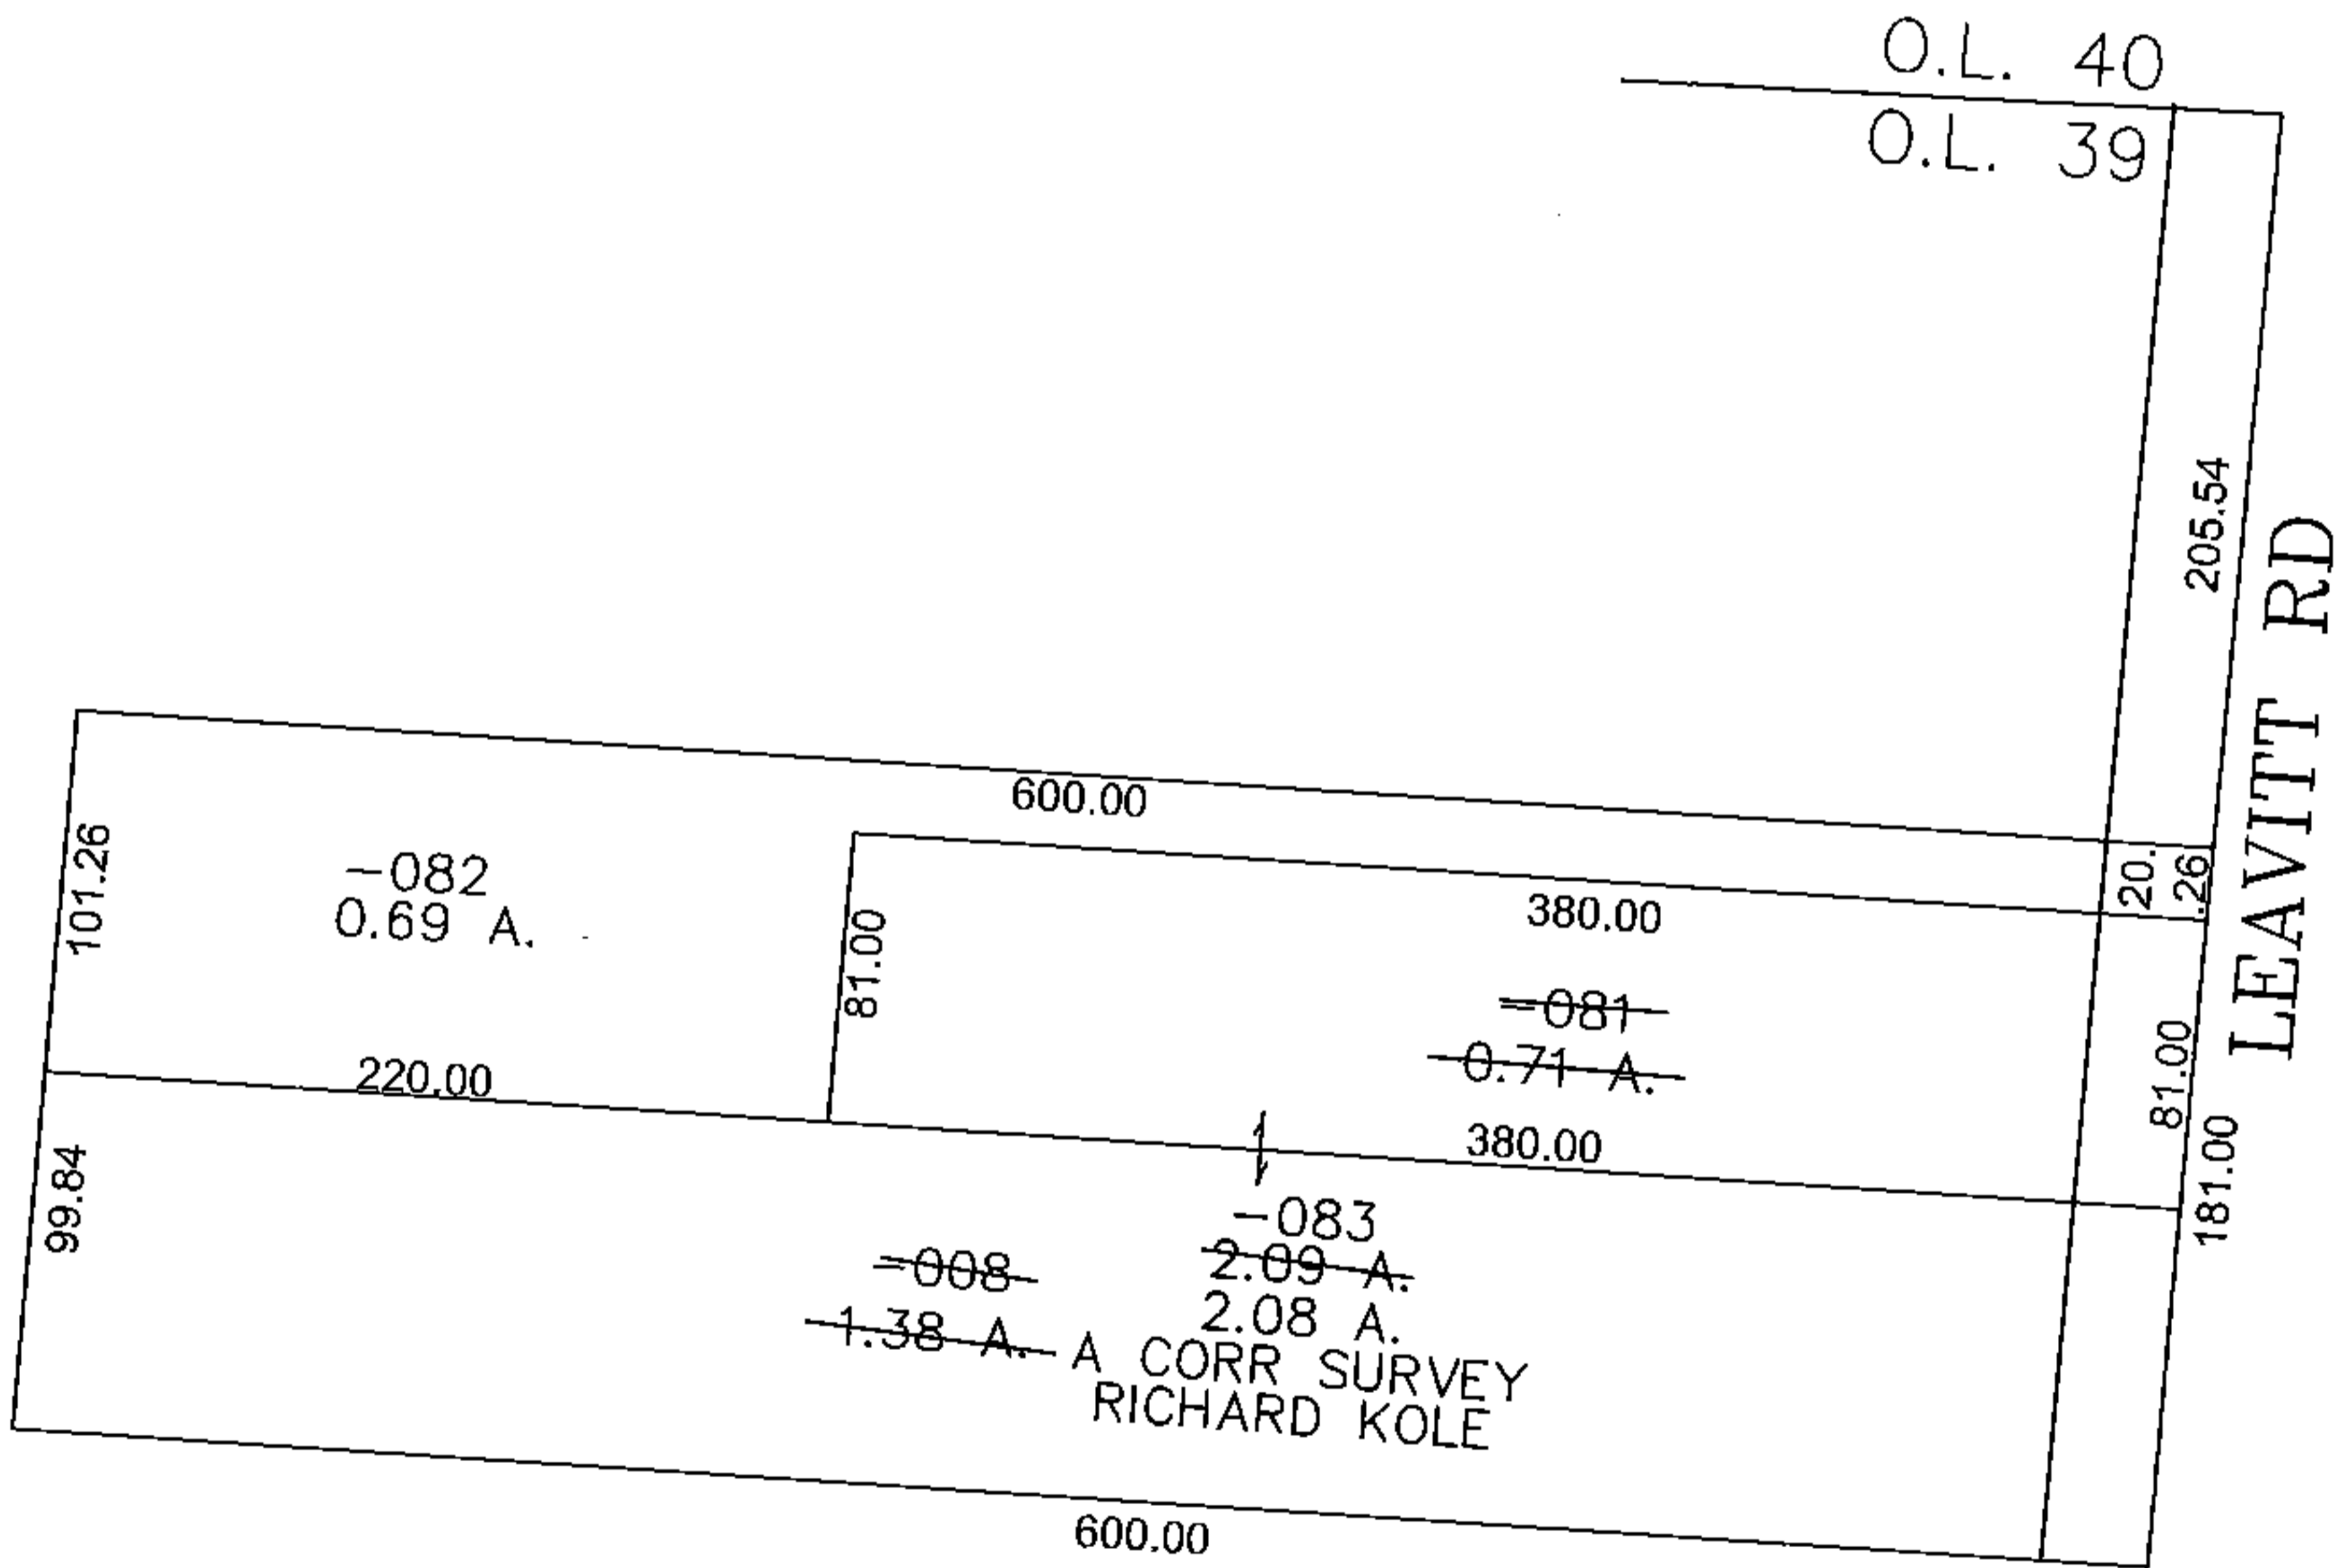 O.L. 40
O.L. 39
205.54
LEAVITT RD
600.00
101.26
-082
0.69 A.
20.
.26
380.00
81.00
-081
0.71 A.
81.00
220.00
380.00
181.00
99.84
-083
-008
2.09 A.
2.08 A.
1.38 A.
A CORR SURVEY
RICHARD KOLE
600.00